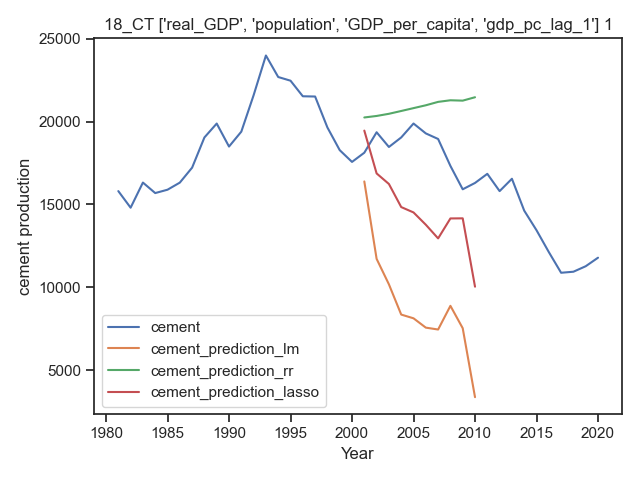 18_CT ['real_GDP', 'population', 'GDP_per_capita', 'gdp_pc_lag_1'] 1
25000
20000
15000
10000
5000
cement production
cement
cement_prediction_lm
cement_prediction_rr
cement_prediction_lasso
1980 1985 1990 1995 2000 2005 2010 2015 2020
Year